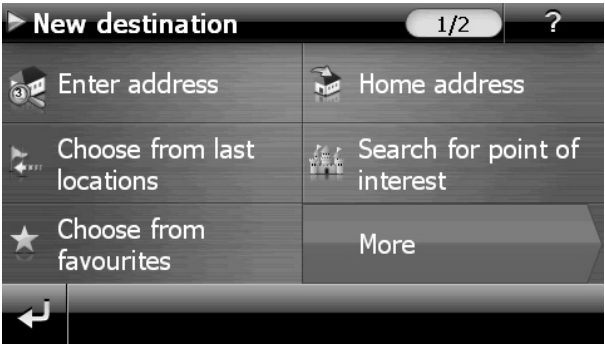 New destination
1/2
?
Enter address
Home address
Choose from last
locations
Search for point of
interest
Choose from
favourites
More